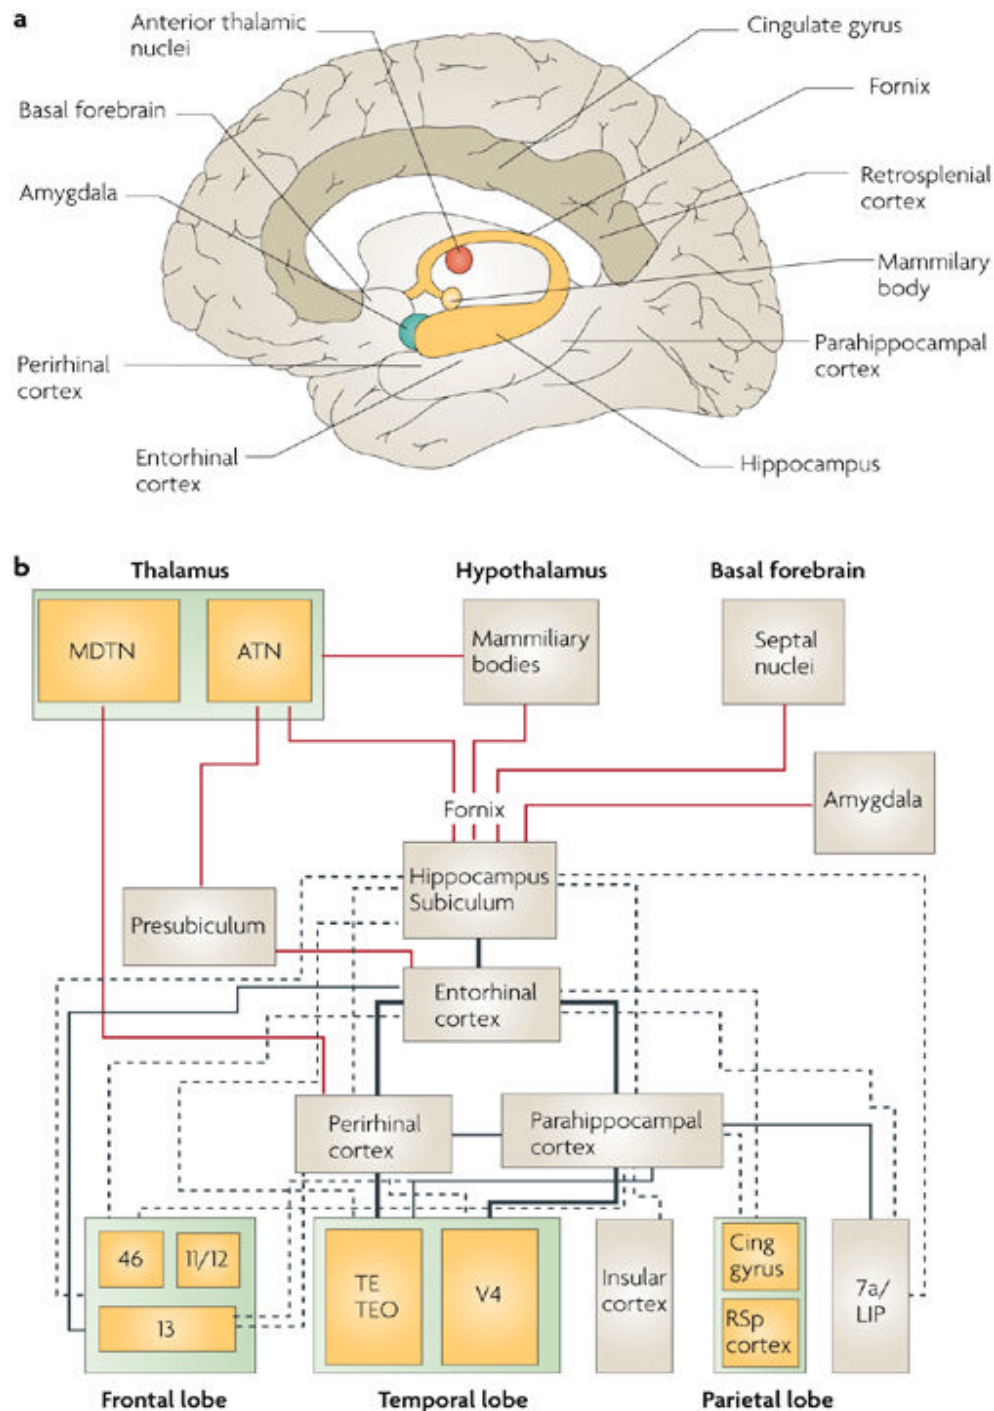 a
Anterior thalamic
nuclei
Cingulate gyrus
Basal forebrain
Fornix
Amygdala
Retrosplenial
cortex
Mammilary
body
Perirhinal
cortex
Parahippocampal
cortex
Entorhinal
cortex
Hippocampus
b
Thalamus
Hypothalamus
Basal forebrain
MDTN
ATN
Mammiliary
bodies
Septal
nuclei
Amygdala
Fornix
Hippocampus
Subiculum
Presubiculum
Entorhinal
cortex
Perirhinal
cortex
Parahippocampal
cortex
46
11/12
13
TE
TEO
V4
Insular
cortex
Cing
gyrus
RSp
cortex
7a/
LIP
Frontal lobe
Temporal lobe
Parietal lobe